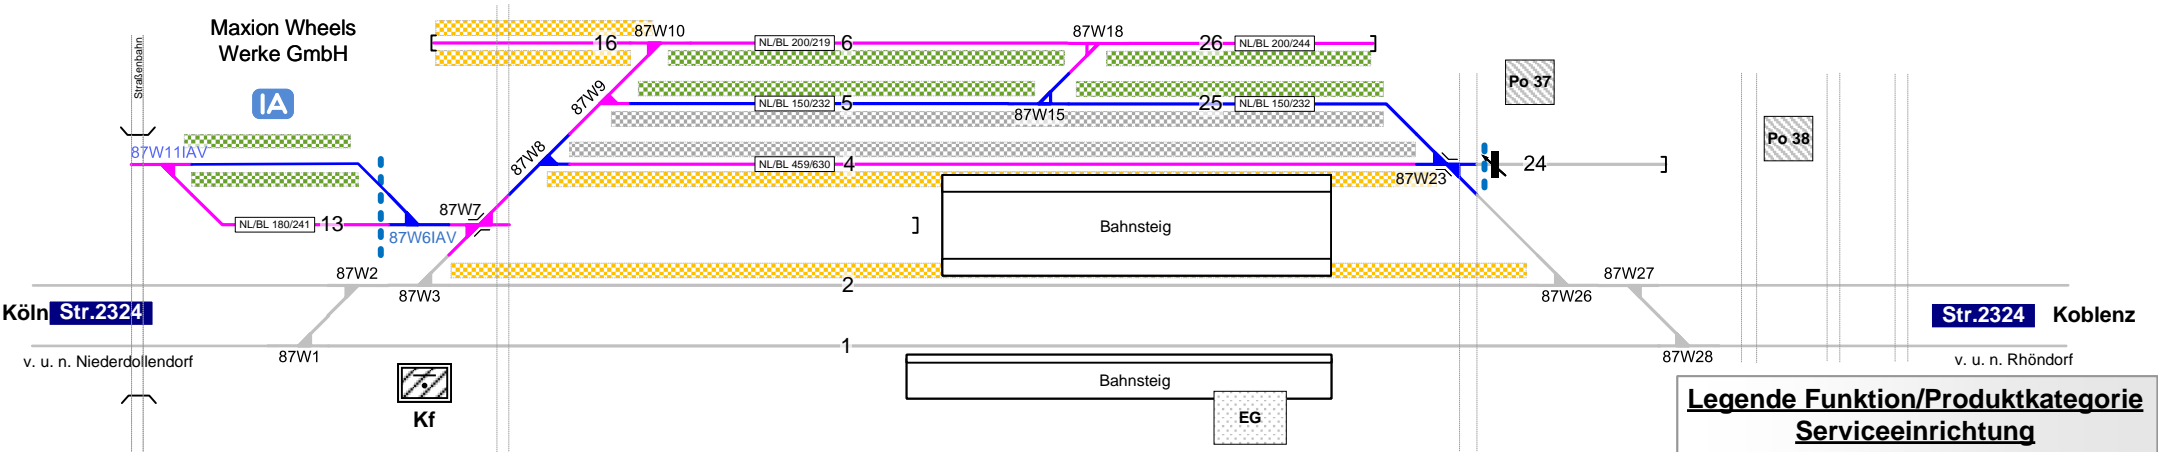 Maxion Wheels
Werke GmbH
IA
Straßenbahn
16
87W10
NL/BL 200/219
6
87W18
26
NL/BL 200/244
Po 37
87W9
NL/BL 150/232
5
87W15
25
NL/BL 150/232
Po 38
87W11IAV
87W8
NL/BL 459/630
4
87W23
24
NL/BL 180/241
13
87W7
87W6IAV
Bahnsteig
87W2
87W3
2
87W27
87W26
Köln
Str.2324
Str.2324
Koblenz
87W1
1
87W28
v. u. n. Niederdollendorf
v. u. n. Rhöndorf
Kf
Bahnsteig
EG
Legende Funktion/Produktkategorie
Serviceeinrichtung